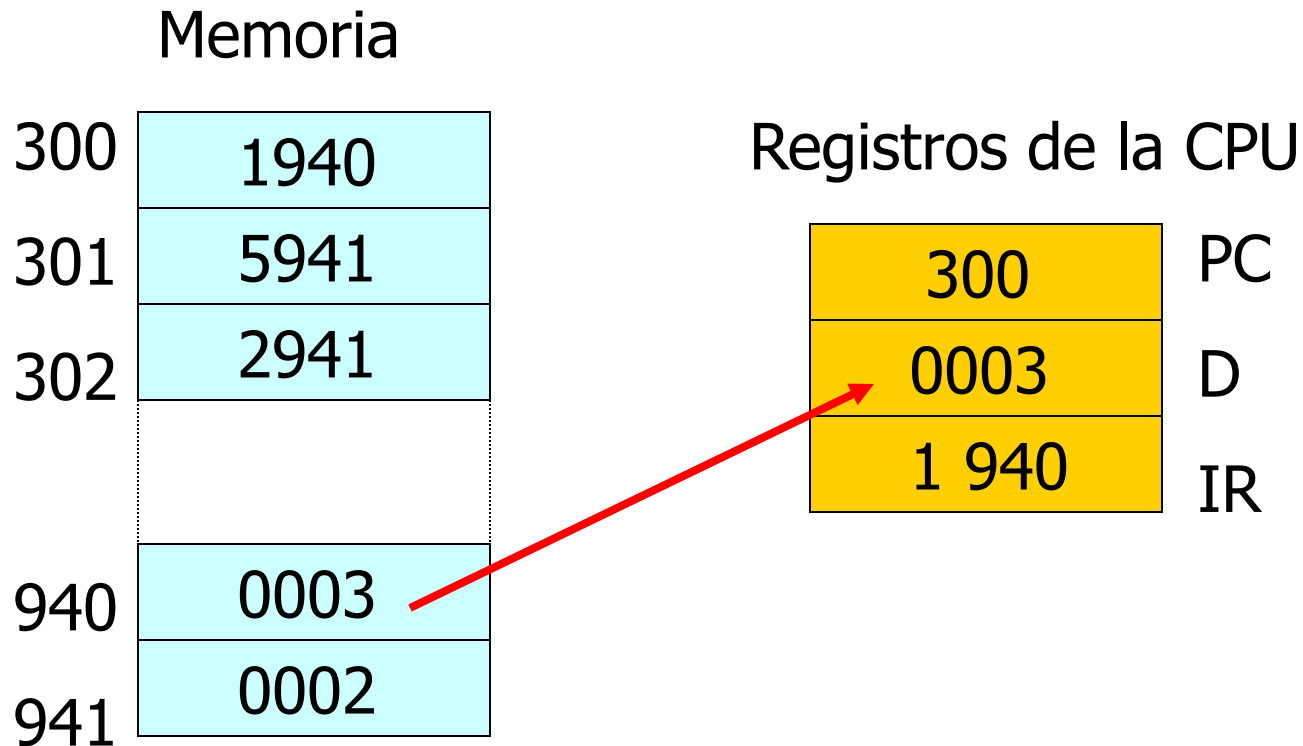 Memoria
300 1940
301 5941
302 2941
940 0003
941 0002
Registros de la CPU
300 PC
0003 D
1 940 IR